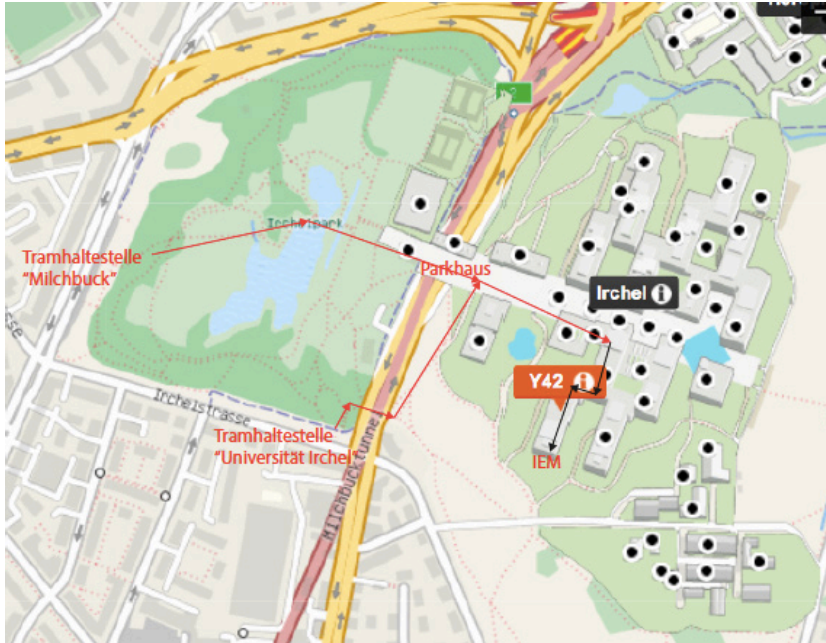 Irchelpark
Tramhaltestelle
"Milchbuck"
Parkhaus
Irchel
Y42
Irchelstrasse
Tramhaltestelle
"Universität Irchel"
Milchbucktunnel
IEM